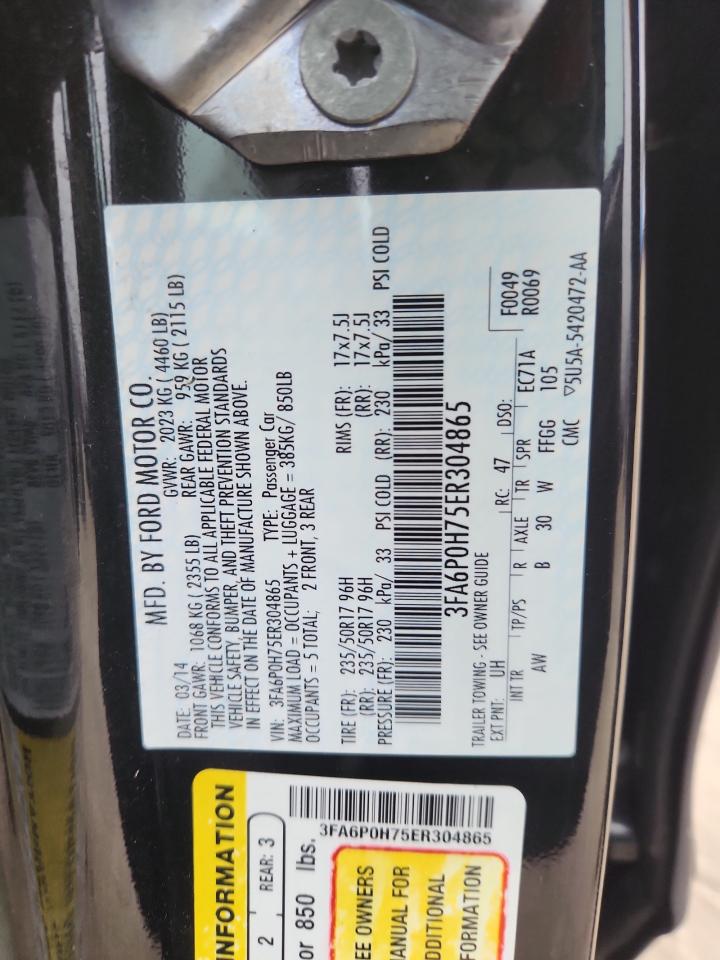 MFD. BY FORD MOTOR CO.
DATE: 03/14 GVWR: 2023 KG ( 4460 LB)
FRONT GAWR: 1068 KG ( 2355 LB) REAR GAWR: 959 KG ( 2115 LB)
THIS VEHICLE CONFORMS TO ALL APPLICABLE FEDERAL MOTOR
VEHICLE SAFETY, BUMPER, AND THEFT PREVENTION STANDARDS
IN EFFECT ON THE DATE OF MANUFACTURE SHOWN ABOVE.
VIN: 3FA6P0H75ER304865 TYPE: Passenger Car
MAXIMUM LOAD = OCCUPANTS + LUGGAGE = 385KG/ 850LB
OCCUPANTS = 5 TOTAL; 2 FRONT, 3 REAR
TIRE (FR): 235/50R17 96H RIMS (FR): 17x7.5J
(RR): 235/50R17 96H (RR): 17x7.5J
PRESSURE (FR): 230 kPa/ 33 PSI COLD (RR): 230 kPa/ 33 PSI COLD
3FA6P0H75ER304865
TRAILER TOWING - SEE OWNER GUIDE
EXT PNT: UH RC: 47 DSO: F0049
R0069
INT TR TP/PS R AXLE TR SPR EC71A
AW B 30 W FFGG 105
CMC ▽5U5A-5420472-AA
INFORMATION
2 REAR: 3
or 850 lbs.
3FA6P0H75ER304865
EE OWNERS
MANUAL FOR
DDITIONAL
FORMATION